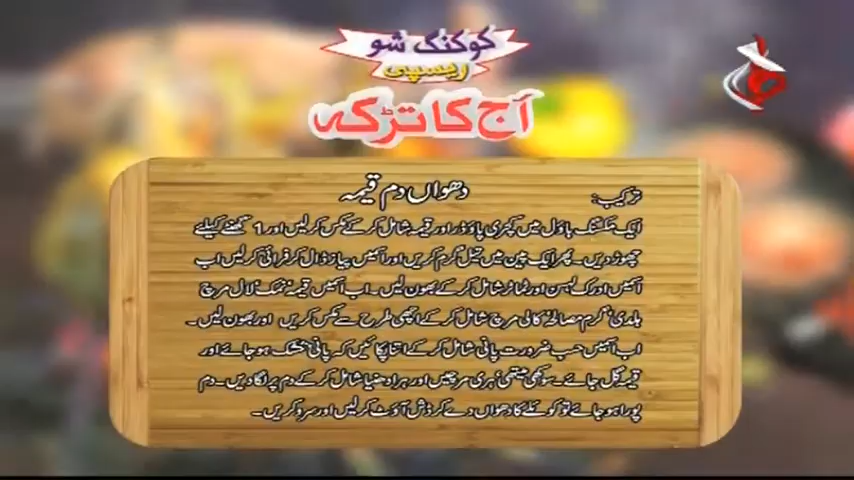 کوکنگ شو
ریسپی
آج کا تڑکہ
دھواں دم قیمہ
ترکیب:
ایک مکسنگ باؤل میں کچری پاؤڈر اور قیمہ شامل کرکے مکس کرلیں اور 1 گھنٹے کیلئے
چھوڑ دیں۔ پھر ایک پین میں تیل گرم کریں اور اسمیں پیاز ڈال کر فرائی کرلیں اب
اسمیں ادرک لہسن اور ٹماٹر شامل کرکے بھون لیں۔ اب اسمیں قیمہ نمک لال مرچ
ہلدی، گرم مصالحہ کالی مرچ شامل کرکے اچھی طرح سے مکس کریں اور بھون لیں۔
اب اسمیں حسب ضرورت پانی شامل کرکے اتنا پکائیں کہ پانی خشک ہوجائے اور
قیمہ گل جائے۔ سوکھی میتھی، ہری مرچیں اور ہرا دھنیا شامل کرکے دم پر لگا دیں۔ دم
پورا ہوجائے تو کوئلے کا دھواں دے کر ڈش آؤٹ کرلیں اور سرو کریں۔